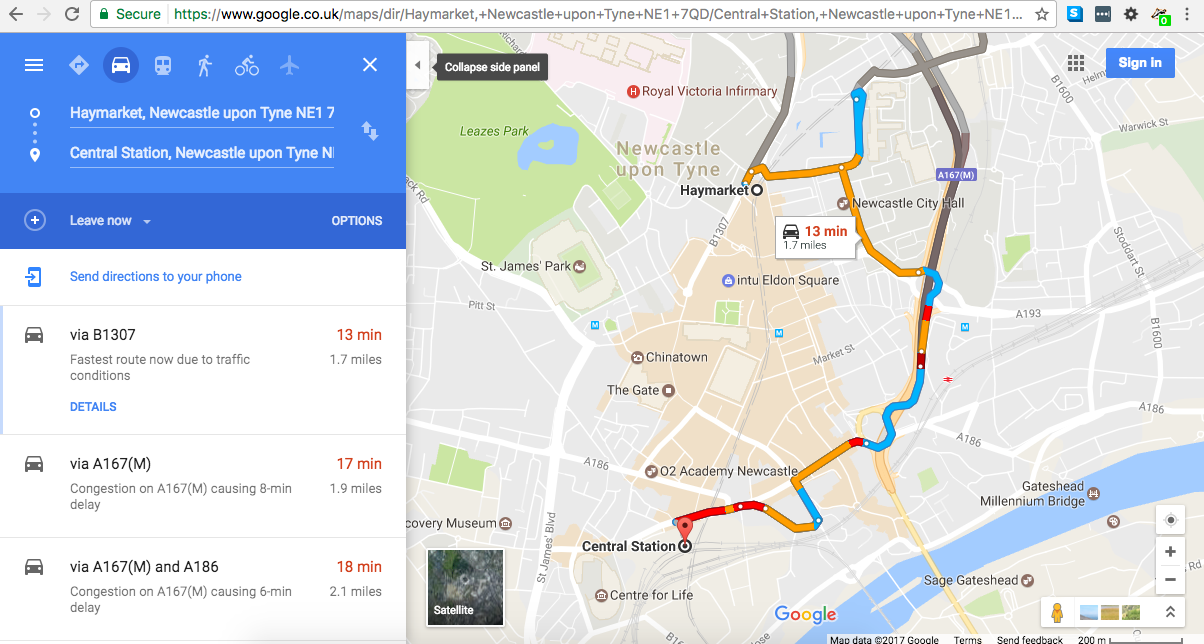 Secure
https://www.google.co.uk/maps/dir/Haymarket,+Newcastle+upon+Tyne+NE1+7QD/Central+Station,+Newcastle+upon+Tyne+NE1...
0
Haymarket, Newcastle upon Tyne NE1 7
Central Station, Newcastle upon Tyne N
Leave now
OPTIONS
Send directions to your phone
via B1307
13 min
Fastest route now due to traffic
conditions
1.7 miles
DETAILS
via A167(M)
17 min
Congestion on A167(M) causing 8-min
delay
1.9 miles
via A167(M) and A186
18 min
Congestion on A167(M) causing 6-min
delay
2.1 miles
Collapse side panel
Sign in
Royal Victoria Infirmary
B1600
Warwick St
Leazes Park
Newcastle
upon Tyne
A167(M)
Haymarket
Newcastle City Hall
B1307
13 min
1.7 miles
Stoddart St
St. James' Park
intu Eldon Square
Pitt St
A193
B1600
Market St
Chinatown
The Gate
A186
A186
A186
O2 Academy Newcastle
Gateshead
Millennium Bridge
covery Museum
St James' Blvd
Central Station
Sage Gateshead
Centre for Life
Satellite
Google
Map data ©2017 Google
Terms
Send feedback
200 m